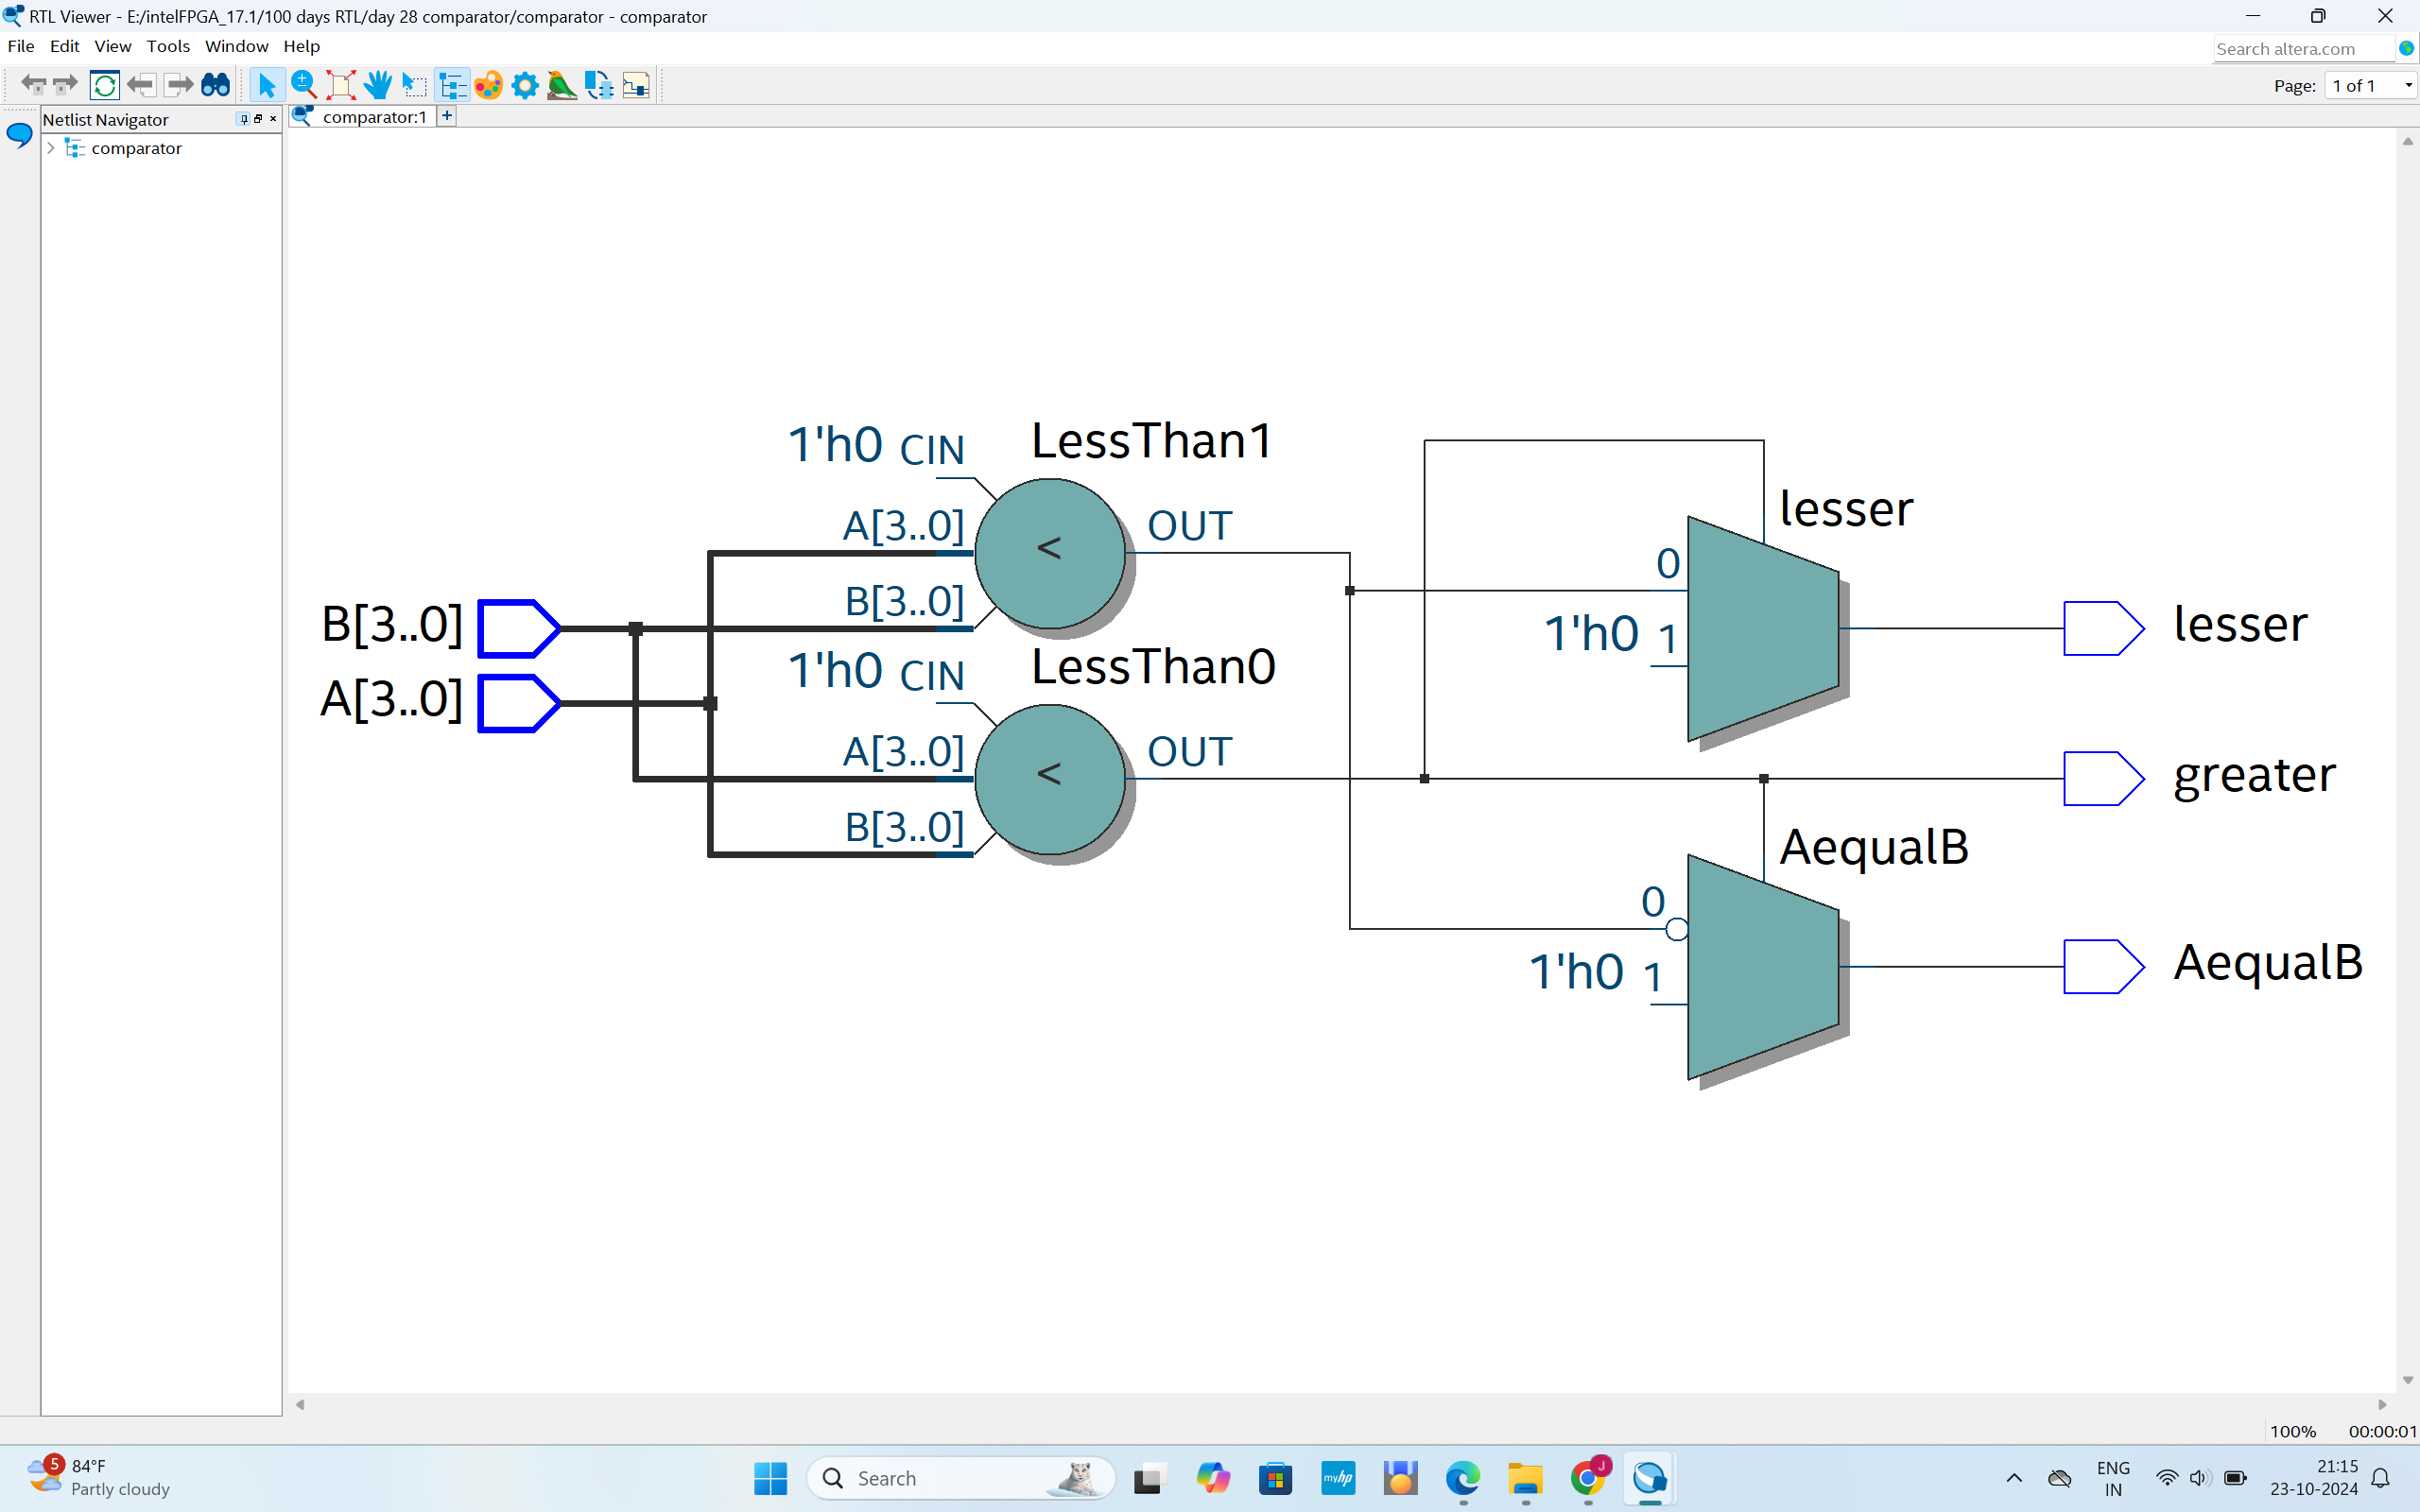 RTL Viewer - E:/intelFPGA_17.1/100 days RTL/day 28 comparator/comparator - comparator
File Edit View Tools Window Help
Search altera.com
Page: 1 of 1
Netlist Navigator
comparator:1
comparator
1'h0 CIN
LessThan1
A[3..0]
OUT
<
B[3..0]
B[3..0]
A[3..0]
1'h0 CIN
LessThan0
A[3..0]
OUT
<
B[3..0]
lesser
0
1'h0 1
lesser
greater
AequalB
0
1'h0 1
AequalB
100% 00:00:01
5
84°F
Partly cloudy
Search
myhp
J
ENG
IN
21:15
23-10-2024